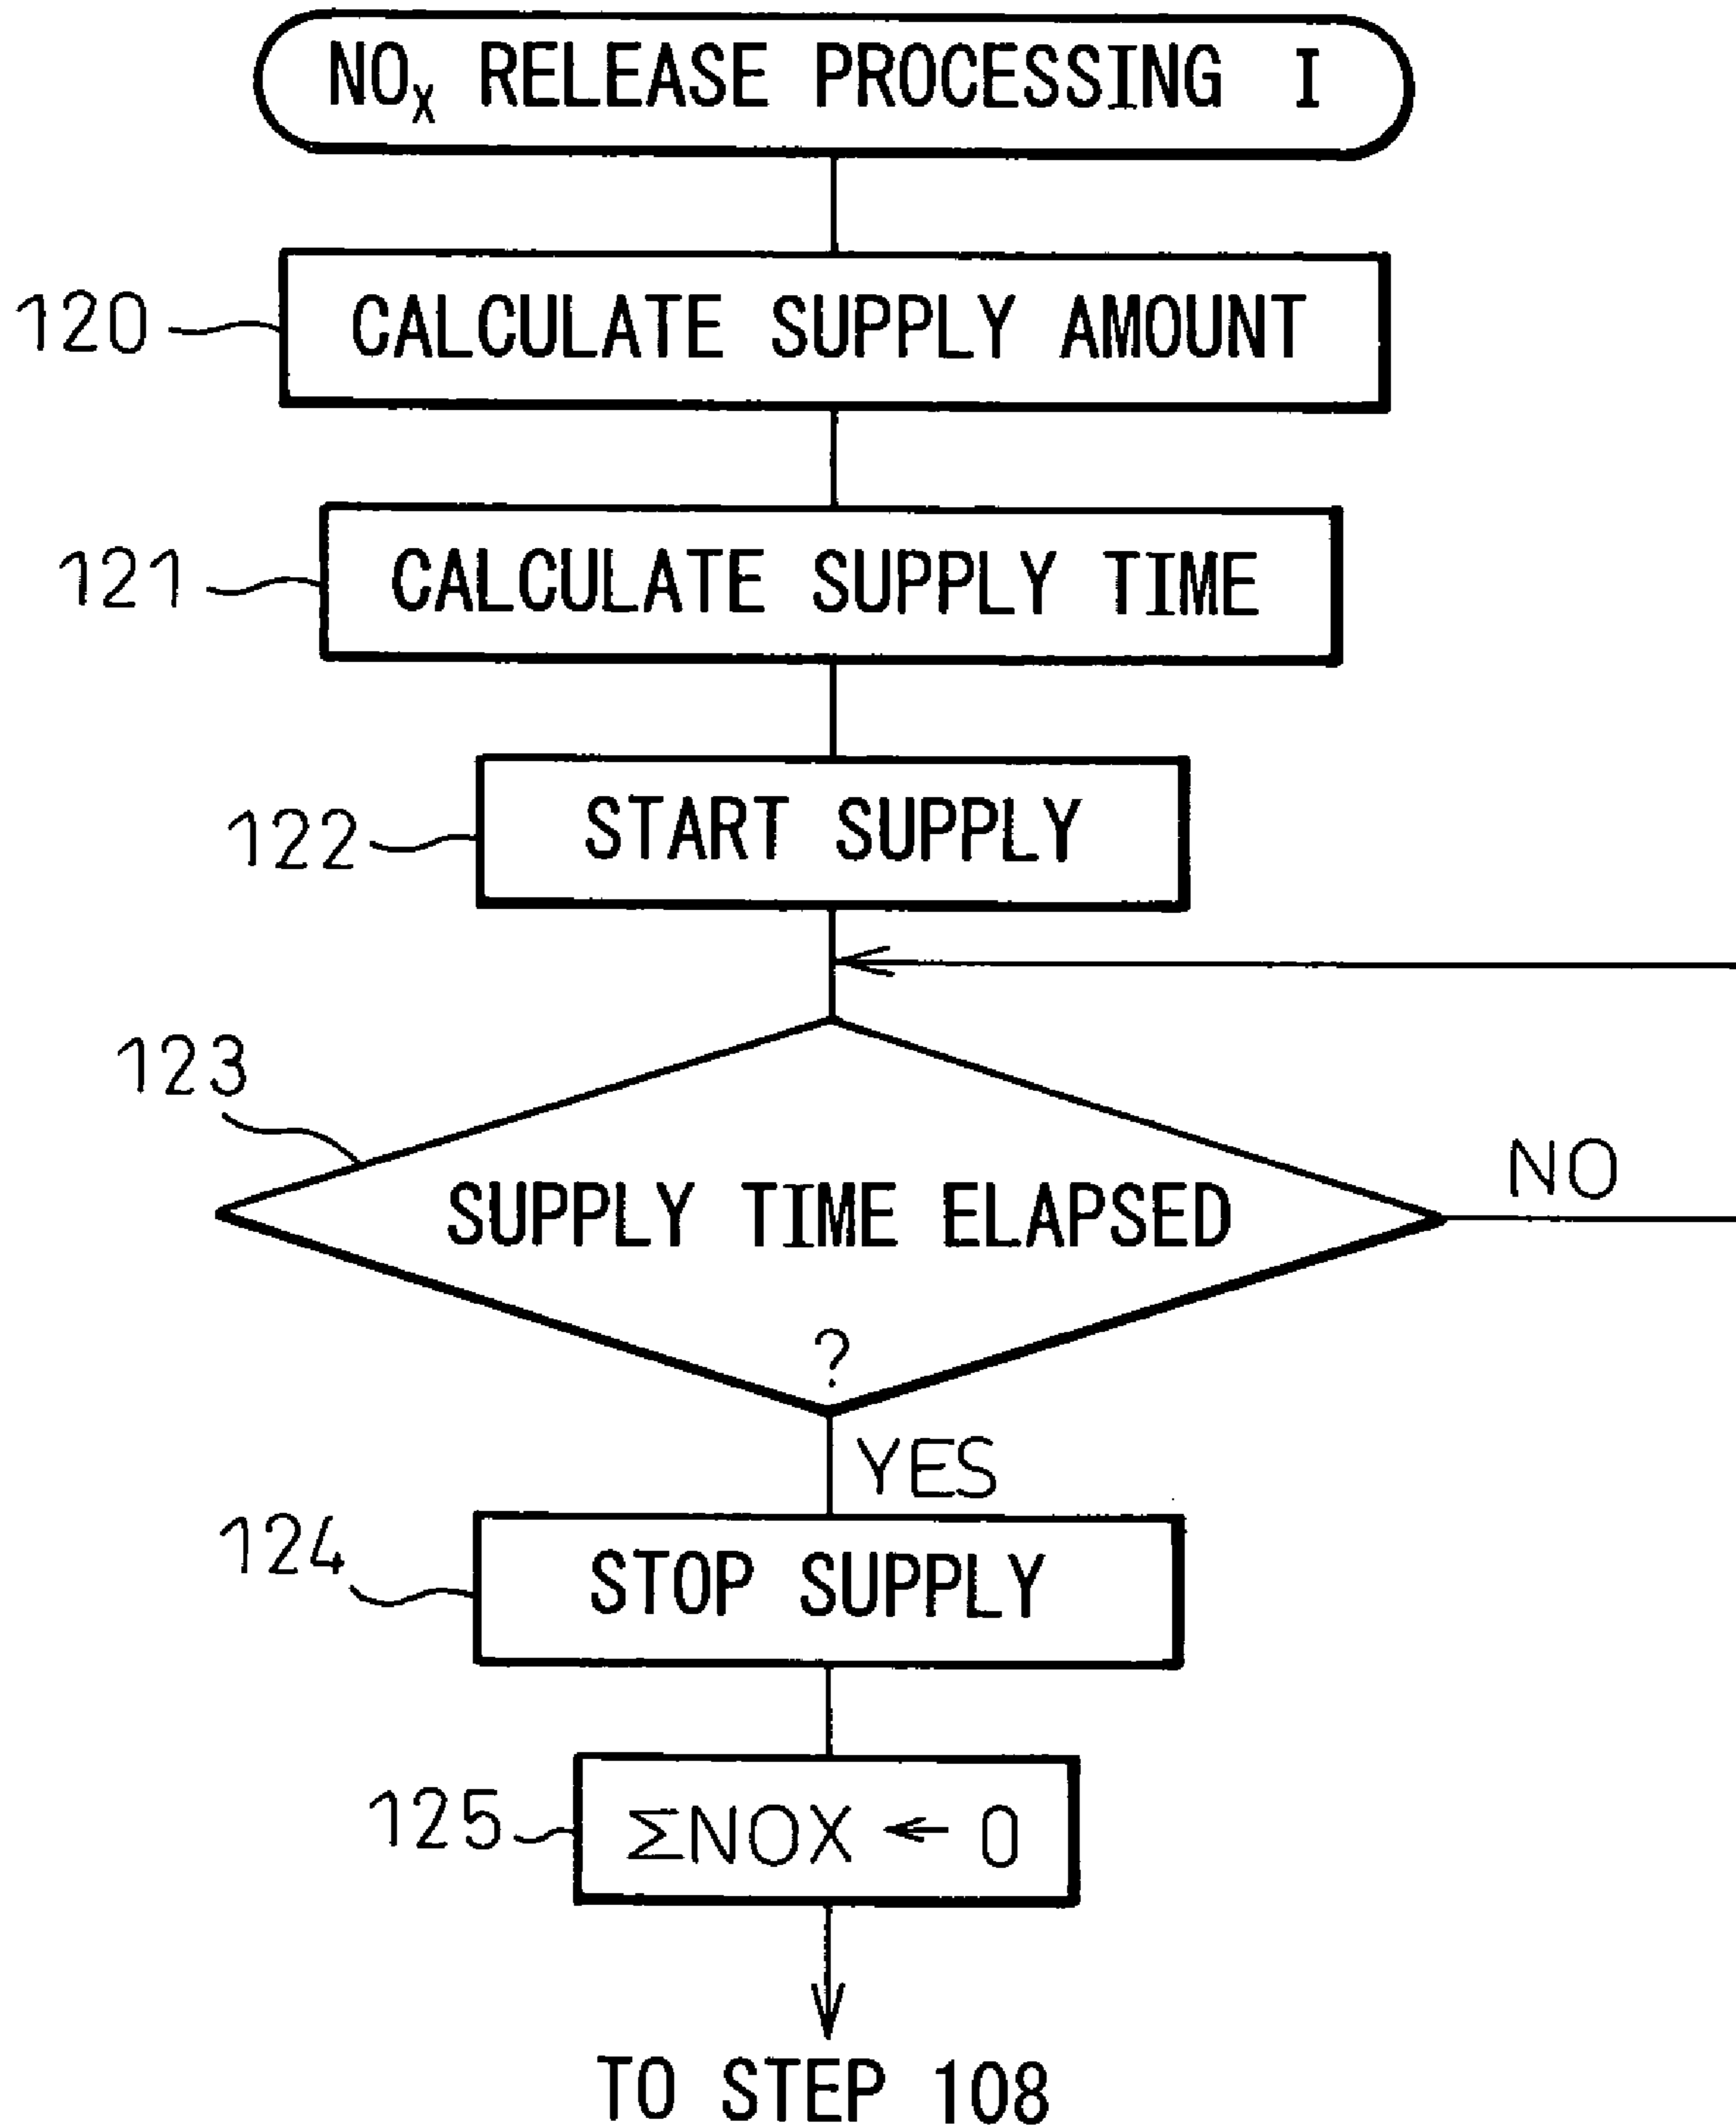 NOx RELEASE PROCESSING I
120
CALCULATE SUPPLY AMOUNT
121
CALCULATE SUPPLY TIME
122
START SUPPLY
123
SUPPLY TIME ELAPSED
?
NO
YES
124
STOP SUPPLY
125
ΣNOX ← 0
TO STEP 108